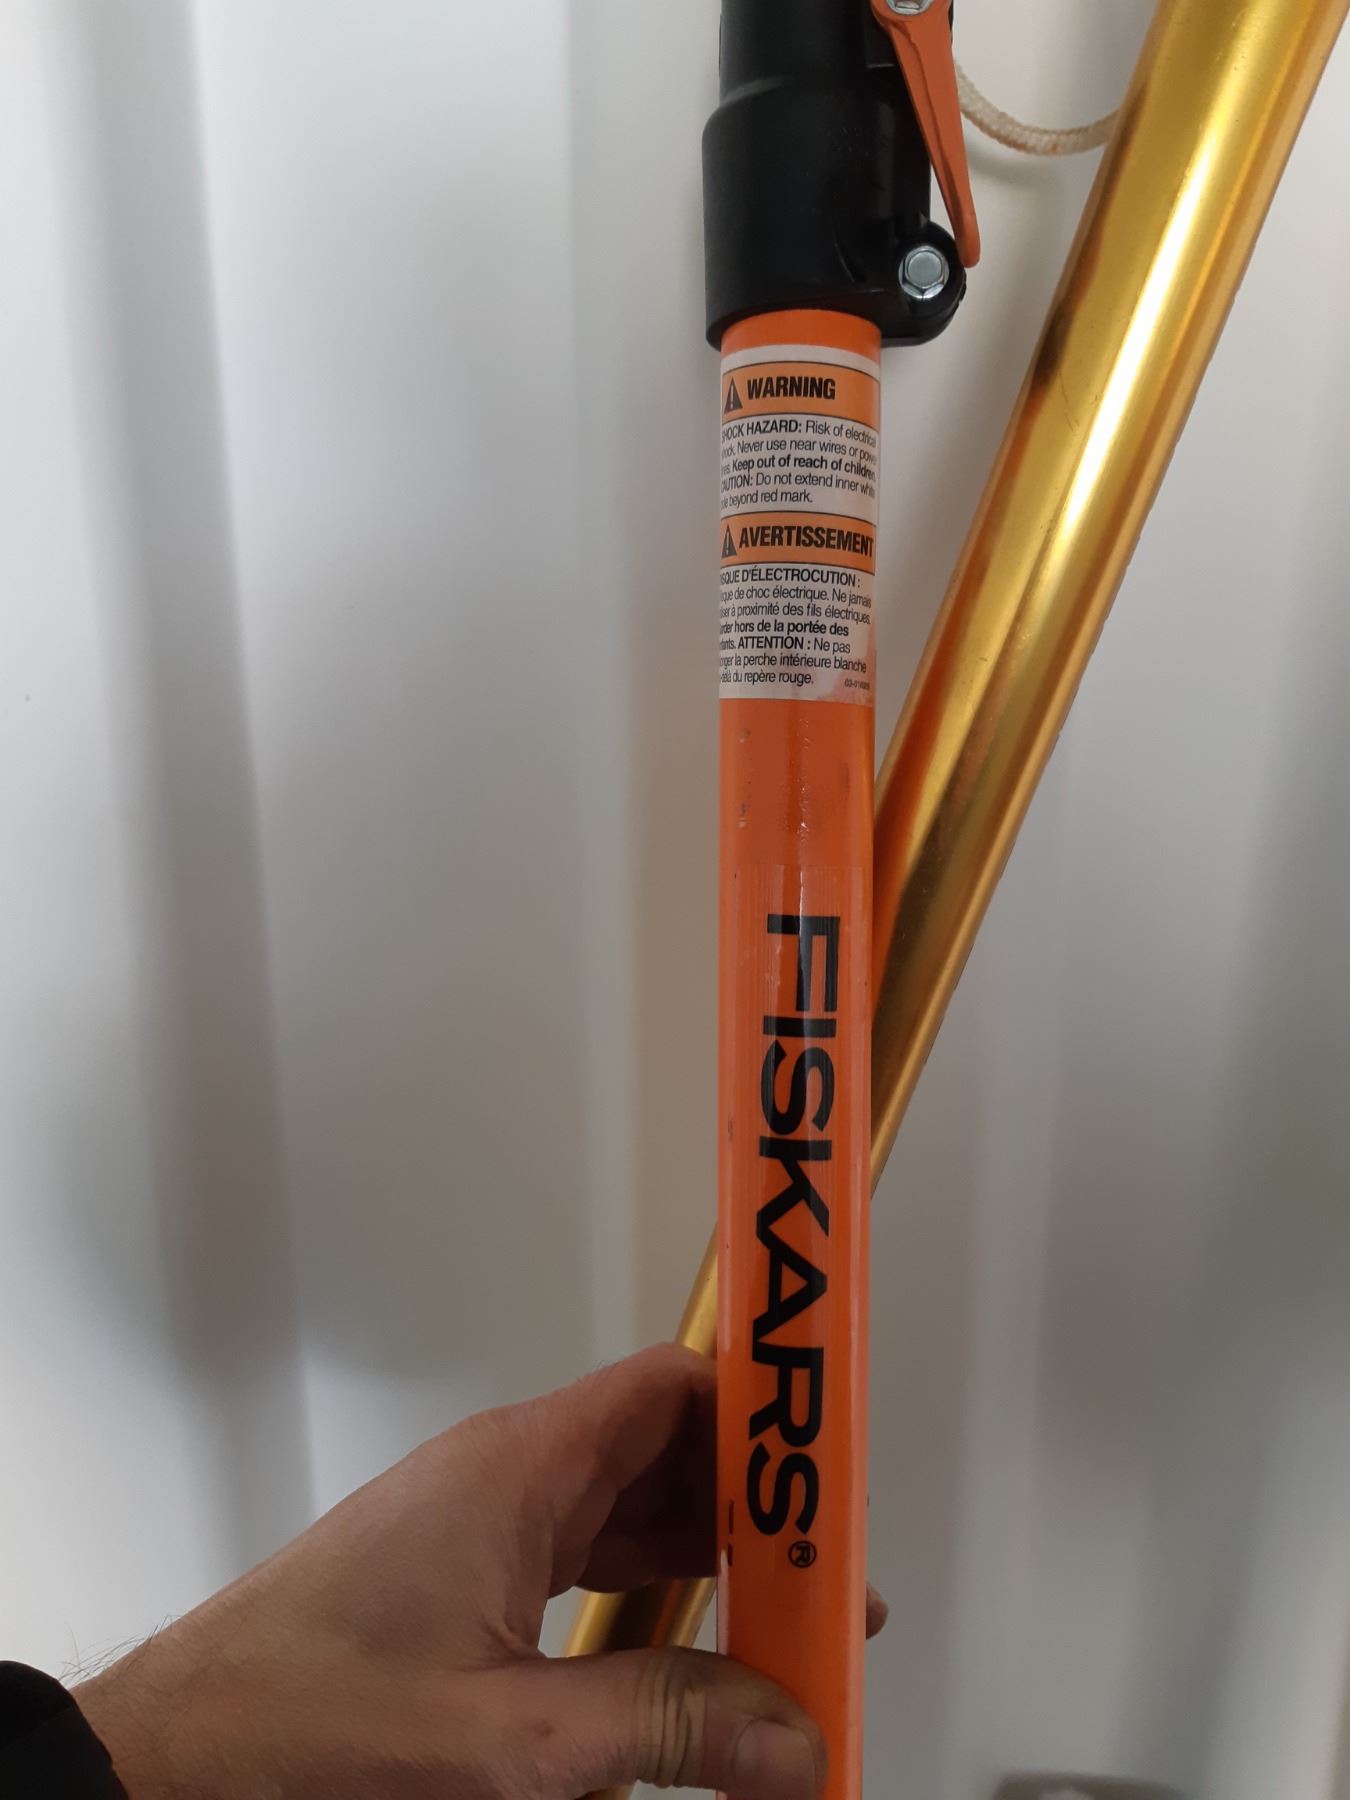 WARNING
SHOCK HAZARD: Risk of electrical
shock. Never use near wires or power
lines. Keep out of reach of children.
CAUTION: Do not extend inner white
pole beyond red mark.
AVERTISSEMENT
RISQUE D'ÉLECTROCUTION :
Risque de choc électrique. Ne jamais
utiliser à proximité des fils électriques.
Garder hors de la portée des
enfants. ATTENTION : Ne pas
allonger la perche intérieure blanche
au-delà du repère rouge.
FISKARS®